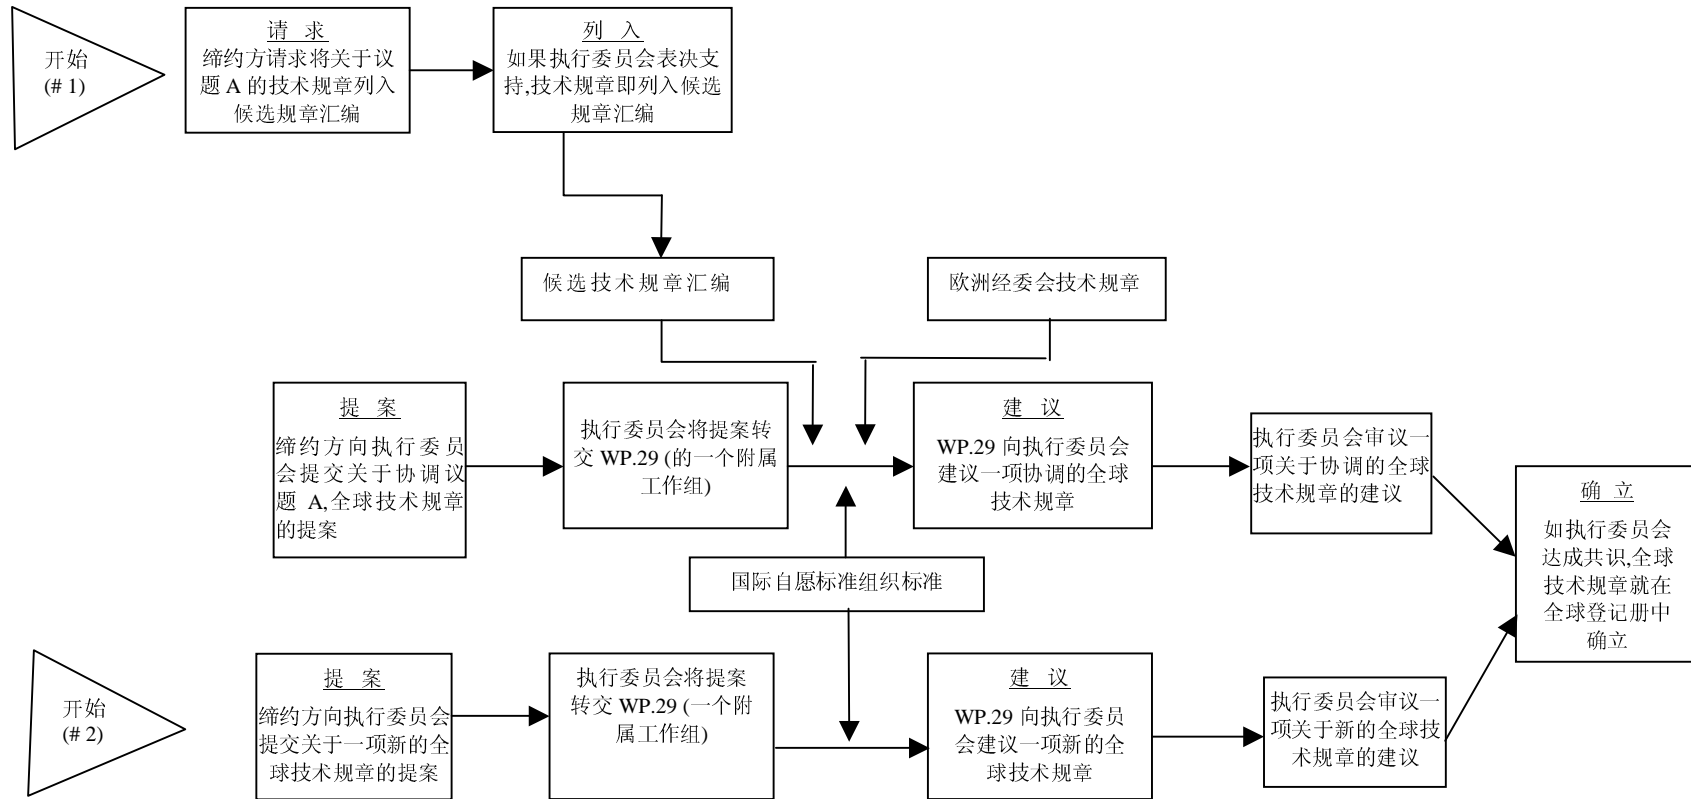 开始
(# 1)
请 求
缔约方请求将关于议
题 A 的技术规章列入
候选规章汇编
列 入
如果执行委员会表决支
持,技术规章即列入候选
规章汇编
候选技术规章汇编
欧洲经委会技术规章
提 案
缔约方向执行委员
会提交关于协调议
题 A,全球技术规章
的提案
执行委员会将提案转
交 WP.29 (的一个附属
工作组)
建 议
WP.29 向执行委员会
建议一项协调的全球
技术规章
执行委员会审议一
项关于协调的全球
技术规章的建议
确 立
如执行委员会
达成共识,全球
技术规章就在
全球登记册中
确立
国际自愿标准组织标准
开始
(# 2)
提 案
缔约方向执行委员会
提交关于一项新的全
球技术规章的提案
执行委员会将提案
转交 WP.29 (一个附
属工作组)
建 议
WP.29 向执行委员
会建议一项新的全
球技术规章
执行委员会审议一
项关于新的全球技
术规章的建议